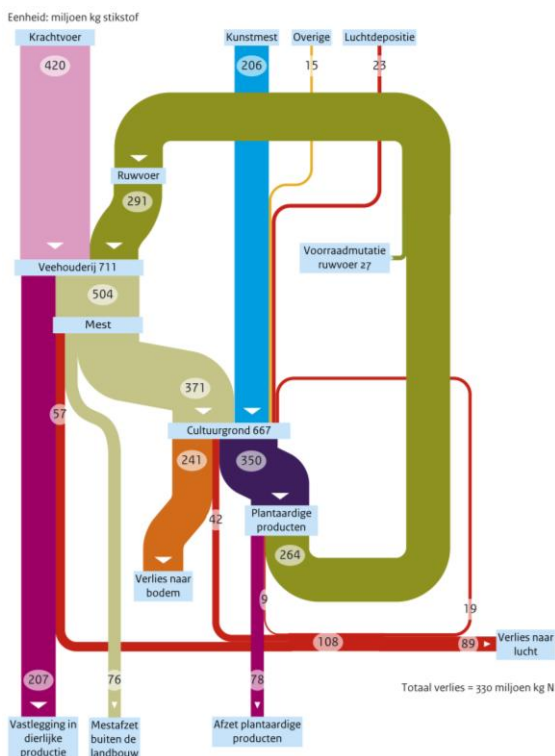 Eenheid: miljoen kg stikstof
Krachtvoer
Kunstmest
Overige
Luchtdepositie
420
206
15
23
Ruwvoer
291
Voorraadmutatie
ruwvoer 27
Veehouderij 711
504
Mest
371
57
Cultuurgrond 667
241
350
42
Plantaardige
producten
264
Verlies naar
bodem
9
19
108
89
Verlies naar
lucht
207
76
78
Totaal verlies = 330 miljoen kg N
Vastlegging in
dierlijke
productie
Mestafzet
buiten de
landbouw
Afzet plantaardige
producten